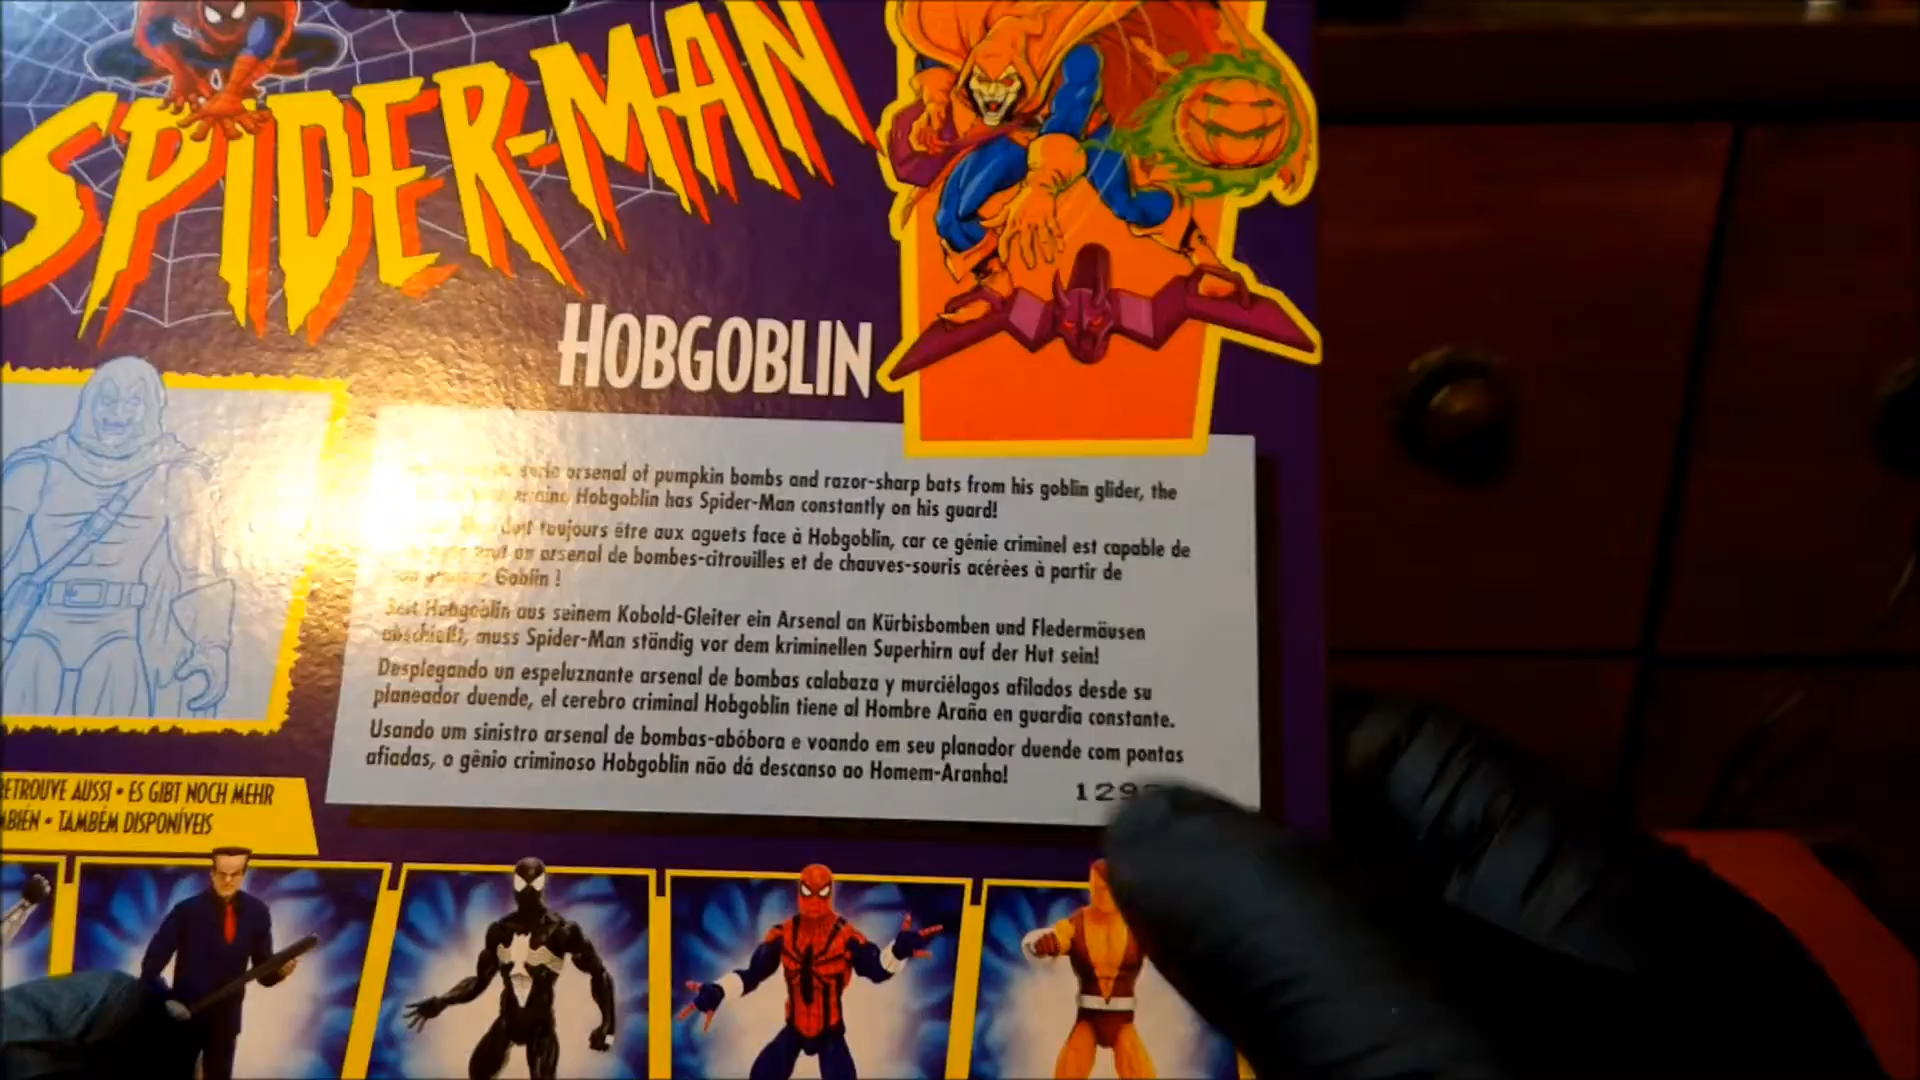 SPIDER-MAN
HOBGOBLIN
arsenal of pumpkin bombs and razor-sharp bats from his goblin glider, the
Hobgoblin has Spider-Man constantly on his guard!
doit toujours être aux aguets face à Hobgoblin, car ce génie criminel est capable de
arsenal de bombes-citrouilles et de chauves-souris acérées à partir de
Goblin !
Seit Hobgoblin aus seinem Kobold-Gleiter ein Arsenal an Kürbisbomben und Fledermäusen
abschießt, muss Spider-Man ständig vor dem kriminellen Superhirn auf der Hut sein!
Desplegando un espeluznante arsenal de bombas calabaza y murciélagos afilados desde su
planeador duende, el cerebro criminal Hobgoblin tiene al Hombre Araña en guardia constante.
Usando um sinistro arsenal de bombas-abóbora e voando em seu planador duende com pontas
afiadas, o gênio criminoso Hobgoblin não dá descanso ao Homem-Aranha!
129
RETROUVE AUSSI • ES GIBT NOCH MEHR
• TAMBÉM DISPONÍVEIS